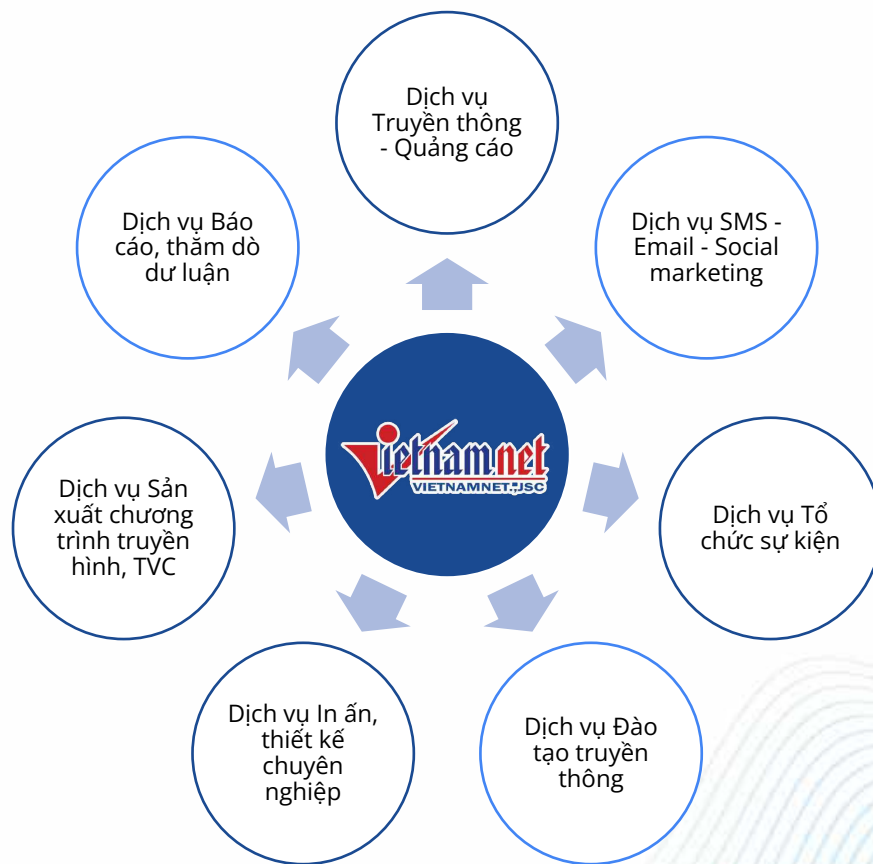 Dịch vụ
Truyền thông
- Quảng cáo
Dịch vụ SMS -
Email - Social
marketing
Dịch vụ Tổ
chức sự kiện
Dịch vụ Đào
tạo truyền
thông
Dịch vụ In ấn,
thiết kế
chuyên
nghiệp
Dịch vụ Sản
xuất chương
trình truyền
hình, TVC
Dịch vụ Báo
cáo, thăm dò
dư luận
Vietnam.net
VIETNAMNET.,JSC